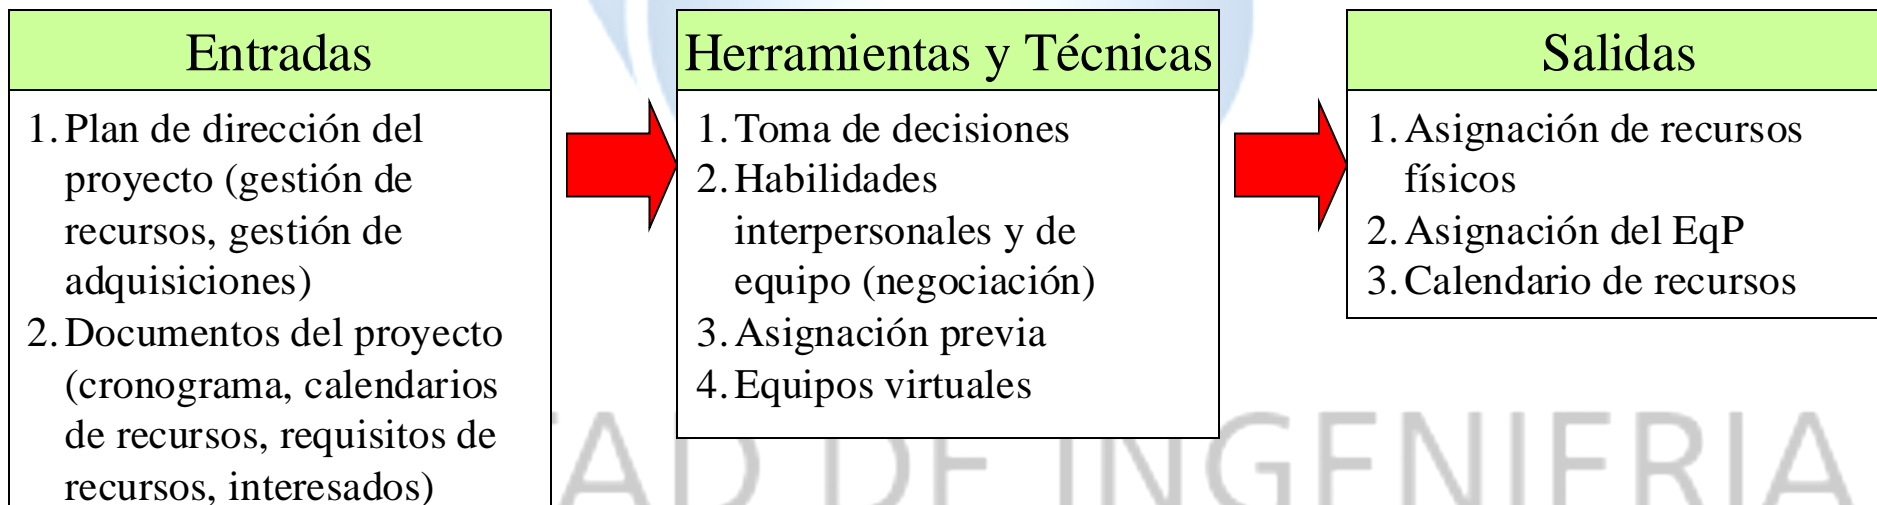 Entradas
1. Plan de dirección del
proyecto (gestión de
recursos, gestión de
adquisiciones)
2. Documentos del proyecto
(cronograma, calendarios
de recursos, requisitos de
recursos, interesados)
Herramientas y Técnicas
1. Toma de decisiones
2. Habilidades
interpersonales y de
equipo (negociación)
3. Asignación previa
4. Equipos virtuales
Salidas
1. Asignación de recursos
físicos
2. Asignación del EqP
3. Calendario de recursos
TAD DE INGENIERIA